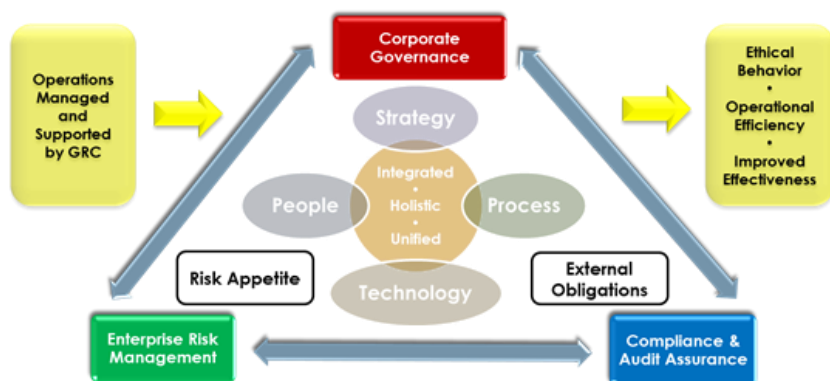 Corporate
Governance
Operations
Managed
and
Supported
by GRC
Ethical
Behavior
•
Operational
Efficiency
•
Improved
Effectiveness
Strategy
Integrated
•
Holistic
•
Unified
People
Process
Technology
Risk Appetite
External
Obligations
Enterprise Risk
Management
Compliance &
Audit Assurance